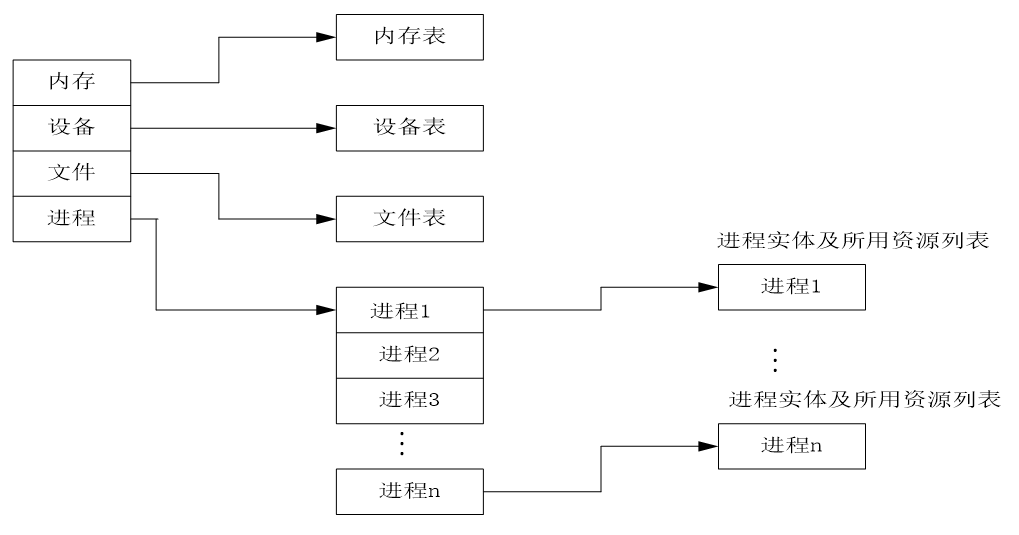 内存
设备
文件
进程
内存表
设备表
文件表
进程1
进程2
进程3
⋮
进程n
进程实体及所用资源列表
进程1
⋮
进程实体及所用资源列表
进程n